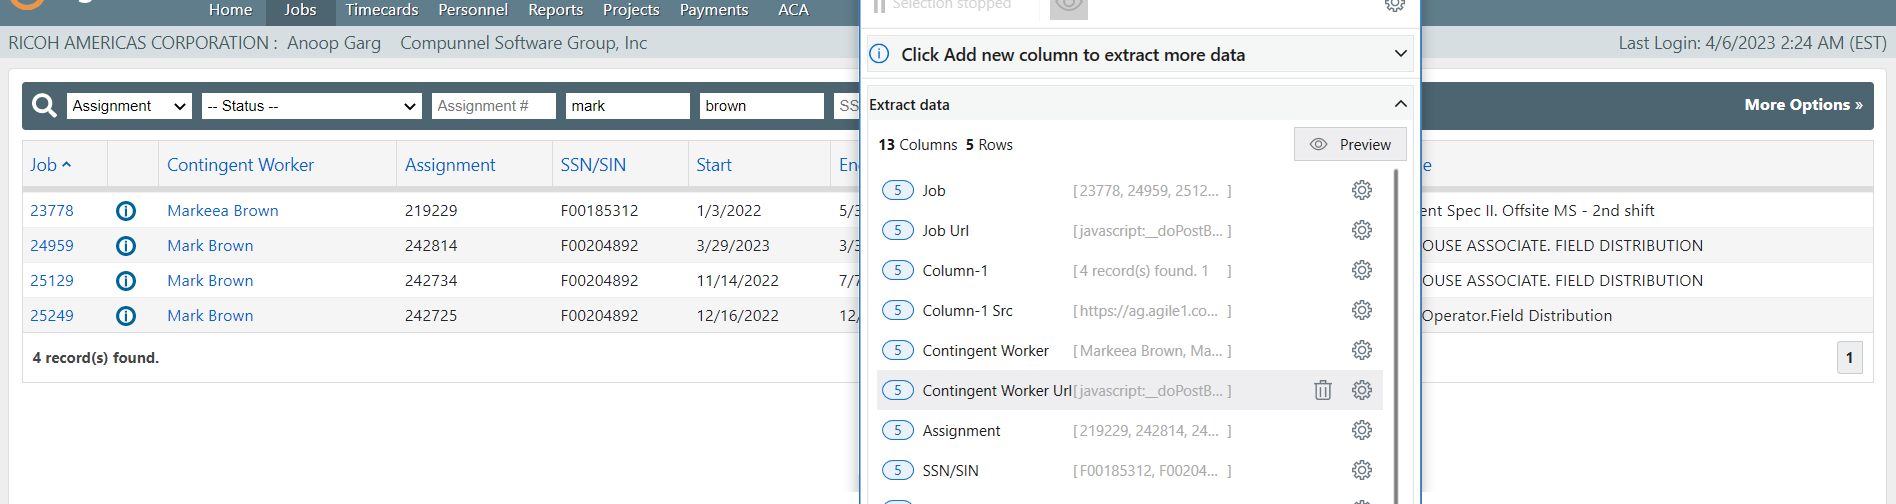 Home Jobs Timecards Personnel Reports Projects Payments ACA
Selection stopped
RICOH AMERICAS CORPORATION : Anoop Garg Compunnel Software Group, Inc
Last Login: 4/6/2023 2:24 AM (EST)
Assignment -- Status -- Assignment # mark brown SS
More Options »
Job Contingent Worker Assignment SSN/SIN Start En
e
23778 Markeea Brown 219229 F00185312 1/3/2022 5/3
ent Spec II. Offsite MS - 2nd shift
24959 Mark Brown 242814 F00204892 3/29/2023 3/3
OUSE ASSOCIATE. FIELD DISTRIBUTION
25129 Mark Brown 242734 F00204892 11/14/2022 7/7
OUSE ASSOCIATE. FIELD DISTRIBUTION
25249 Mark Brown 242725 F00204892 12/16/2022 12/
Operator.Field Distribution
4 record(s) found.
1
Click Add new column to extract more data
Extract data
13 Columns 5 Rows
Preview
5 Job [ 23778, 24959, 2512... ]
5 Job Url [ javascript:__doPostB... ]
5 Column-1 [ 4 record(s) found. 1 ]
5 Column-1 Src [ https://ag.agile1.co... ]
5 Contingent Worker [ Markeea Brown, Ma... ]
5 Contingent Worker Url [ javascript:__doPostB... ]
5 Assignment [ 219229, 242814, 24... ]
5 SSN/SIN [ F00185312, F00204... ]